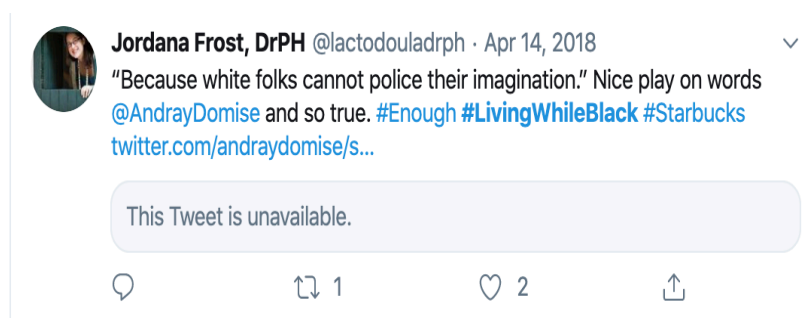 Jordana Frost, DrPH @lactodouladrph · Apr 14, 2018
“Because white folks cannot police their imagination.” Nice play on words
@AndrayDomise and so true. #Enough #LivingWhileBlack #Starbucks
twitter.com/andraydomise/s...
This Tweet is unavailable.
1 2